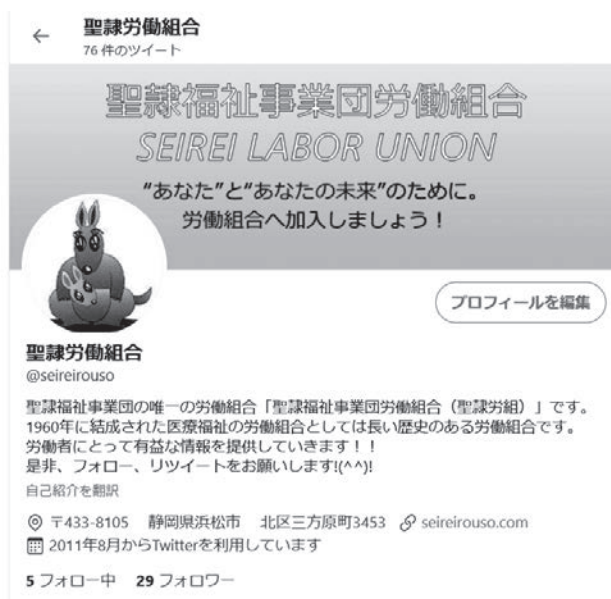 聖隷労働組合
76 件のツイート
聖隷福祉事業団労働組合
SEIREI LABOR UNION
“あなた”と“あなたの未来”のために。
労働組合へ加入しましょう！
プロフィールを編集
聖隷労働組合
@seireirouso
聖隷福祉事業団の唯一の労働組合「聖隷福祉事業団労働組合（聖隷労組）」です。
1960年に結成された医療福祉の労働組合としては長い歴史のある労働組合です。
労働者にとって有益な情報を提供していきます！！
是非、フォロー、リツイートをお願いします!(^^)!
自己紹介を翻訳
〒433-8105 静岡県浜松市 北区三方原町3453 seireirouso.com
2011年8月からTwitterを利用しています
5 フォロー中 29 フォロワー